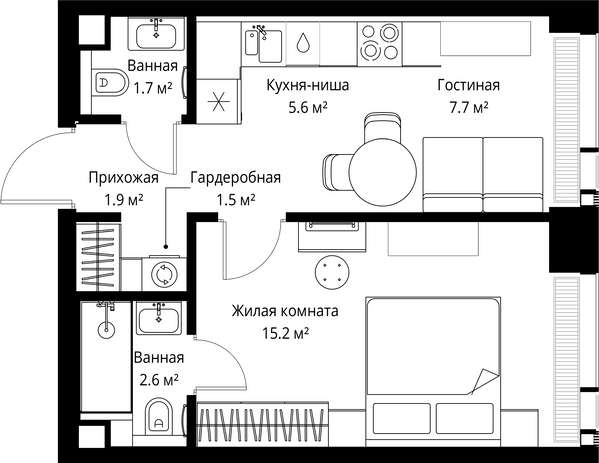 Ванная
1.7 м²
Кухня-ниша
5.6 м²
Гостиная
7.7 м²
Прихожая
1.9 м²
Гардеробная
1.5 м²
Жилая комната
15.2 м²
Ванная
2.6 м²